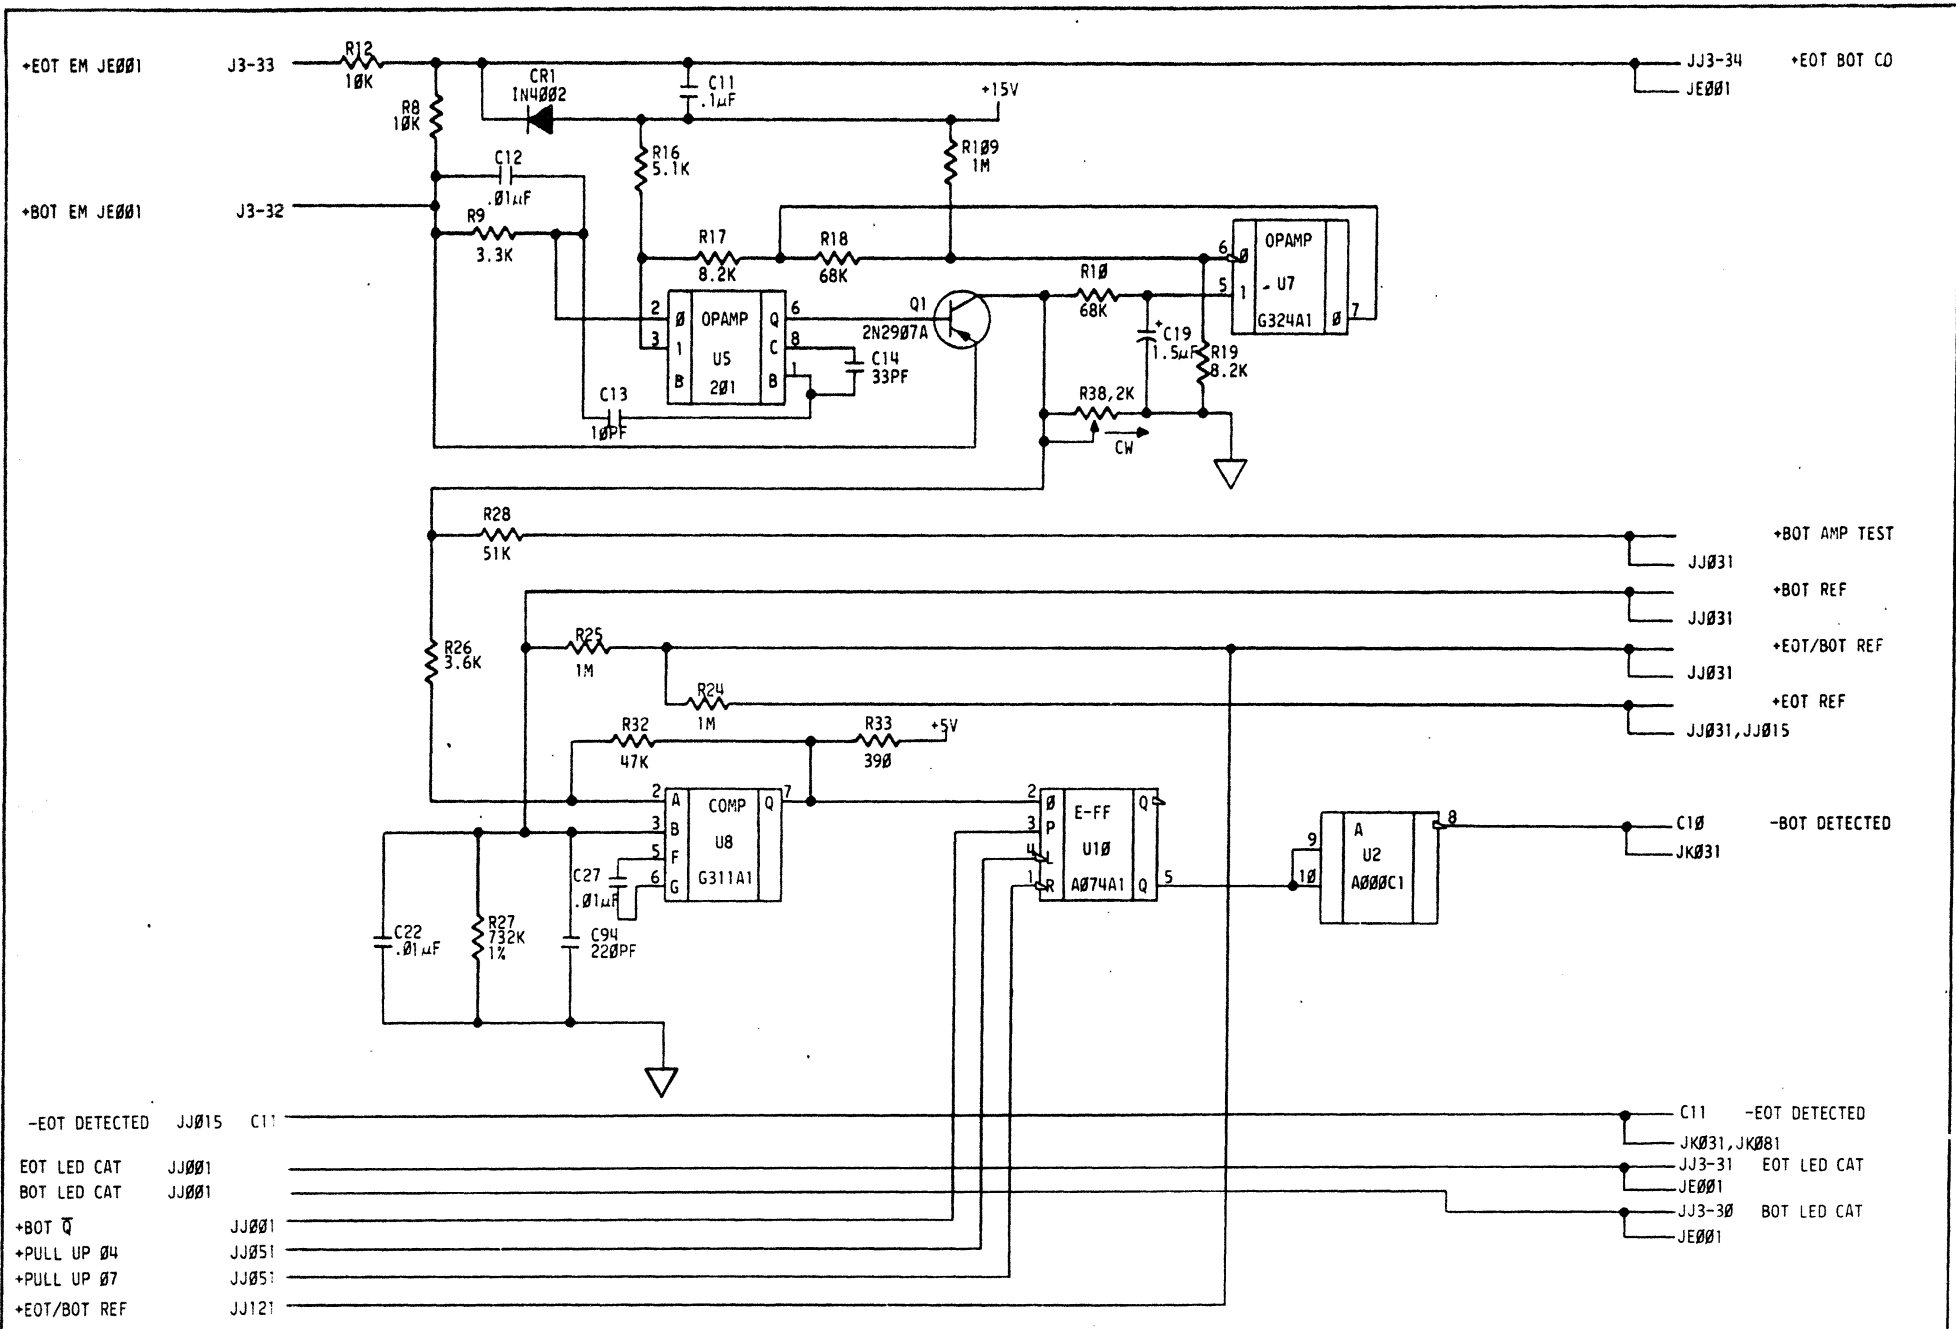 +EOT EM JEØØ1 J3-33 R12 JJ3-34 +EOT BOT CO
10K
JEØØ1
CR1
IN4ØØ2
C11
.1µF
+15V
R8
1ØK
R16
5.1K
R1Ø9
1M
C12
.Ø1µF
+BOT EM JEØØ1 J3-32
R9
3.3K
R17
8.2K
R18
68K
6 Ø OPAMP
5 1 U7
G324A1 Ø 7
R1Ø
68K
Q1
2N29Ø7A
2 Ø OPAMP Q 6
3 1 U5 C 8
B 2Ø1 B 1
C14
33PF
+
C19
1.5µF
R19
8.2K
C13
1ØPF
R38,2K
CW
R28
51K
+BOT AMP TEST
JJØ31
+BOT REF
JJØ31
R26
3.6K
R25
1M
+EOT/BOT REF
JJØ31
R24
1M
+EOT REF
JJØ31,JJØ15
R32
47K
R33
39Ø
+5V
2 A COMP Q 7
3 B U8
5 F
6 G G311A1
C27
.Ø1µF
2 Ø E-FF Q
3 P U1Ø
4 L
1 R AØ74A1 Q 5
9 A 8
U2
1Ø AØØØC1
C1Ø -BOT DETECTED
JKØ31
C22
.Ø1µF
R27
732K
1%
C94
22ØPF
-EOT DETECTED JJØ15 C11
C11 -EOT DETECTED
JKØ31,JKØ81
EOT LED CAT JJØØ1
JJ3-31 EOT LED CAT
JEØØ1
BOT LED CAT JJØØ1
JJ3-3Ø BOT LED CAT
JEØØ1
+BOT Q̅ JJØØ1
+PULL UP Ø4 JJØ51
+PULL UP Ø7 JJØ51
+EOT/BOT REF JJ121